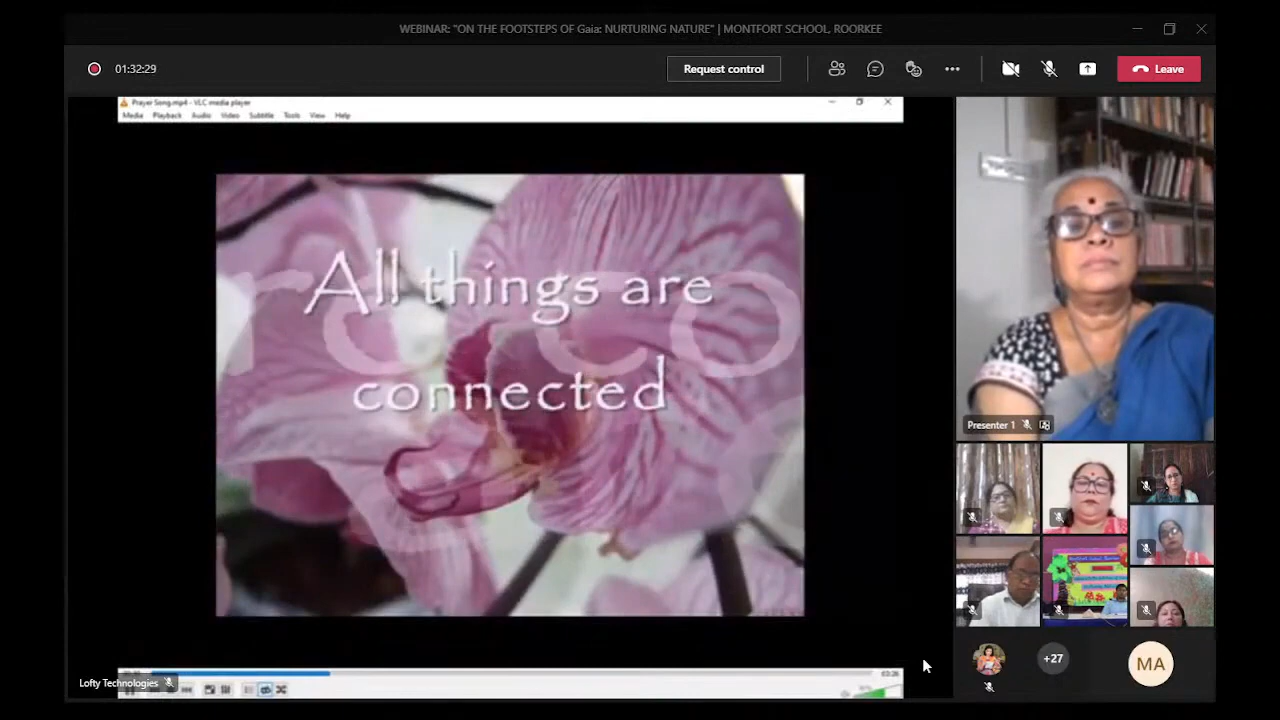 WEBINAR: "ON THE FOOTSTEPS OF Gaia: NURTURING NATURE" | MONTFORT SCHOOL, ROORKEE
01:32:29
Request control
Leave
Prayer Song.mp4 - VLC media player
Media Playback Audio Video Subtitle Tools View Help
All things are
connected
Presenter 1
+27
MA
Lofty Technologies